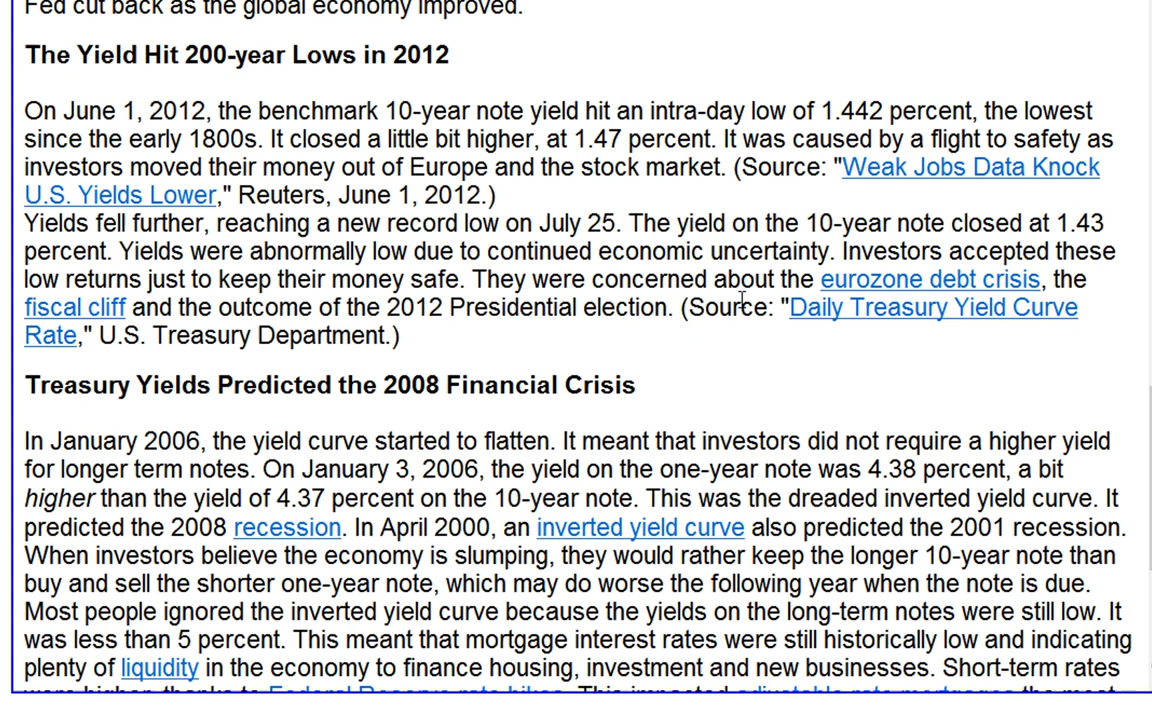 Fed cut back as the global economy improved.
The Yield Hit 200-year Lows in 2012
On June 1, 2012, the benchmark 10-year note yield hit an intra-day low of 1.442 percent, the lowest
since the early 1800s. It closed a little bit higher, at 1.47 percent. It was caused by a flight to safety as
investors moved their money out of Europe and the stock market. (Source: "Weak Jobs Data Knock
U.S. Yields Lower," Reuters, June 1, 2012.)
Yields fell further, reaching a new record low on July 25. The yield on the 10-year note closed at 1.43
percent. Yields were abnormally low due to continued economic uncertainty. Investors accepted these
low returns just to keep their money safe. They were concerned about the eurozone debt crisis, the
fiscal cliff and the outcome of the 2012 Presidential election. (Source: "Daily Treasury Yield Curve
Rate," U.S. Treasury Department.)
Treasury Yields Predicted the 2008 Financial Crisis
In January 2006, the yield curve started to flatten. It meant that investors did not require a higher yield
for longer term notes. On January 3, 2006, the yield on the one-year note was 4.38 percent, a bit
higher than the yield of 4.37 percent on the 10-year note. This was the dreaded inverted yield curve. It
predicted the 2008 recession. In April 2000, an inverted yield curve also predicted the 2001 recession.
When investors believe the economy is slumping, they would rather keep the longer 10-year note than
buy and sell the shorter one-year note, which may do worse the following year when the note is due.
Most people ignored the inverted yield curve because the yields on the long-term notes were still low. It
was less than 5 percent. This meant that mortgage interest rates were still historically low and indicating
plenty of liquidity in the economy to finance housing, investment and new businesses. Short-term rates
were higher, thanks to Federal Reserve rate hikes. This impacted adjustable-rate mortgages the most.